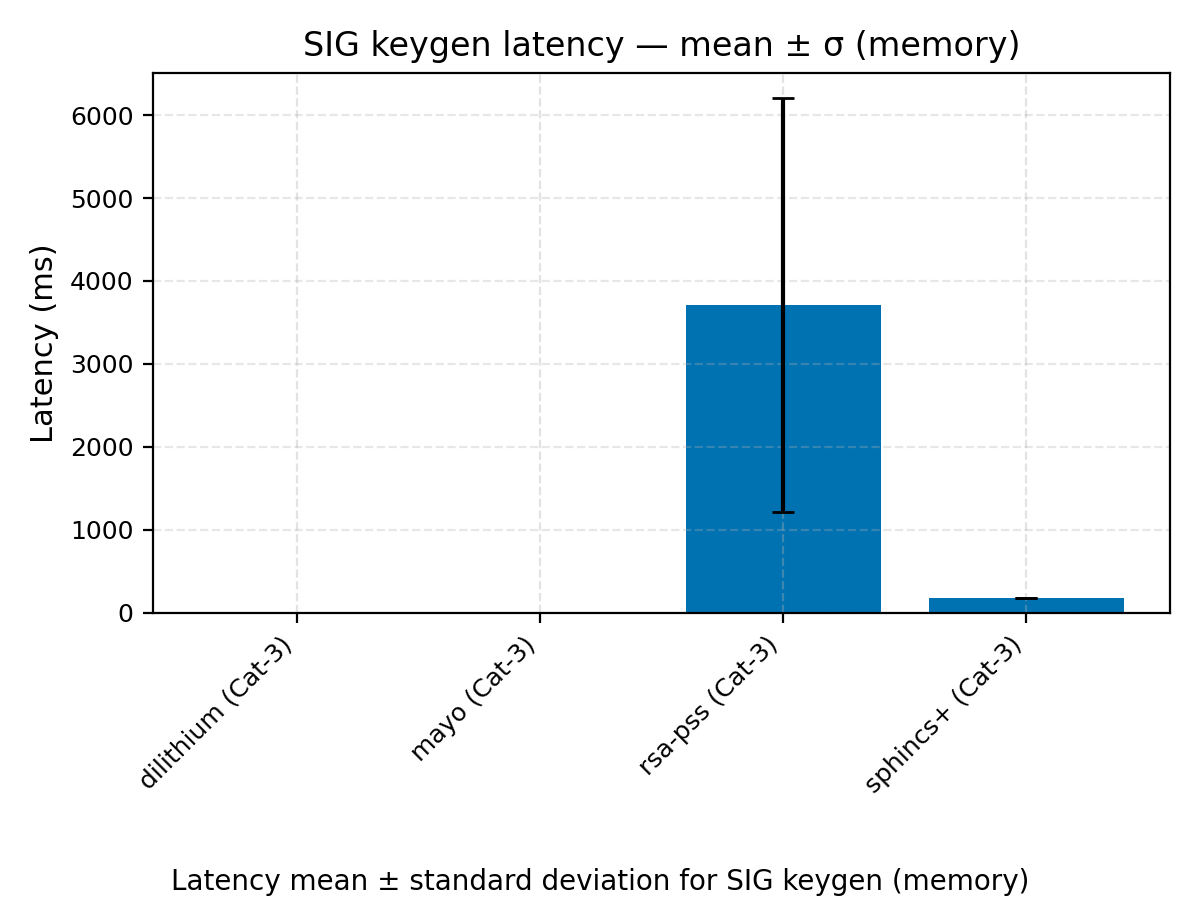 SIG keygen latency — mean ± σ (memory)
Latency (ms)
6000
5000
4000
3000
2000
1000
0
dilithium (Cat-3)
mayo (Cat-3)
rsa-pss (Cat-3)
sphincs+ (Cat-3)
Latency mean ± standard deviation for SIG keygen (memory)